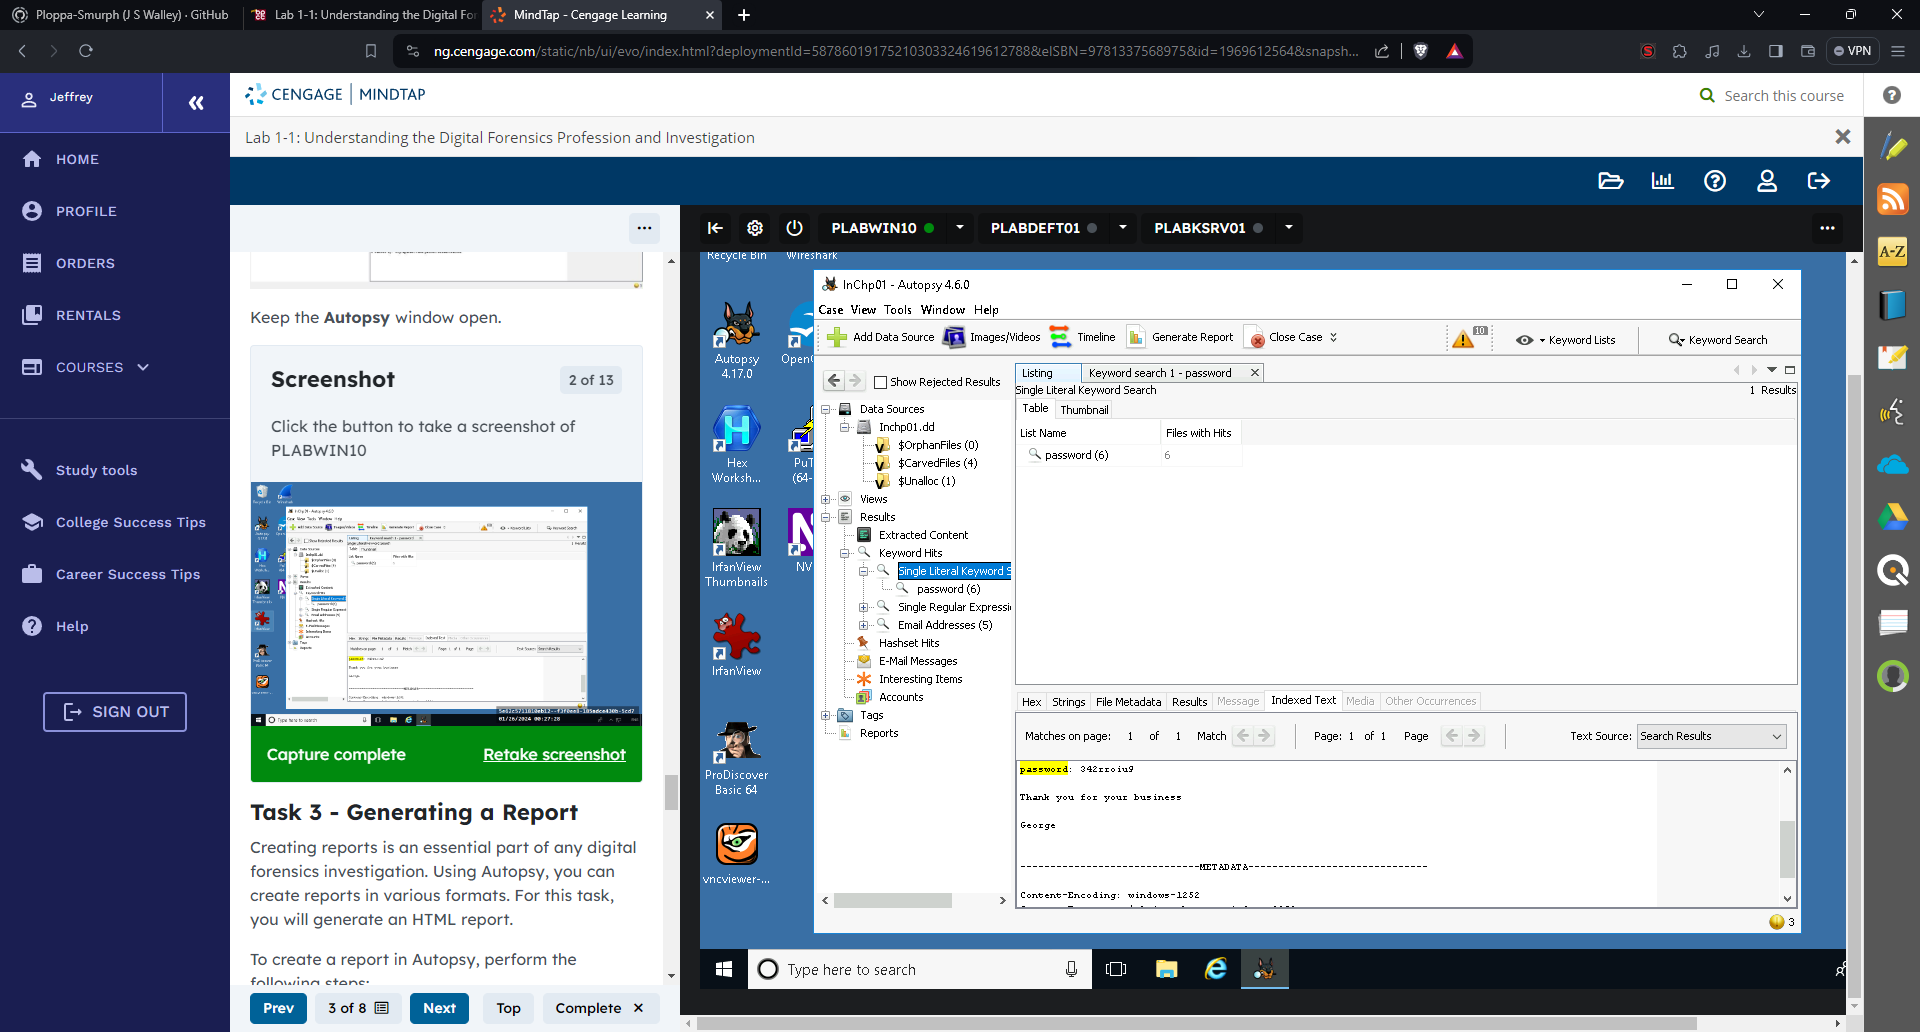 Ploppa-Smurph (J S Walley) · GitHub
Lab 1-1: Understanding the Digital For
MindTap - Cengage Learning
ng.cengage.com/static/nb/ui/evo/index.html?deploymentId=5878601917521030332461961278&eISBN=9781337568975&id=1969612564&snapsh...
VPN
Jeffrey
CENGAGE | MINDTAP
Search this course
Lab 1-1: Understanding the Digital Forensics Profession and Investigation
HOME
PROFILE
ORDERS
RENTALS
COURSES
Study tools
College Success Tips
Career Success Tips
Help
SIGN OUT
A-Z
PLABWIN10
PLABDEFT01
PLABKSRV01
Keep the Autopsy window open.
Screenshot
2 of 13
Click the button to take a screenshot of
PLABWIN10
Capture complete
Retake screenshot
Task 3 - Generating a Report
Creating reports is an essential part of any digital
forensics investigation. Using Autopsy, you can
create reports in various formats. For this task,
you will generate an HTML report.
To create a report in Autopsy, perform the
following steps:
Prev
3 of 8
Next
Top
Complete
Recycle Bin
Wireshark
Autopsy
4.17.0
Hex
Worksh...
IrfanView
Thumbnails
IrfanView
ProDiscover
Basic 64
vncviewer-...
OpenO
PuT
(64-
NV
InChp01 - Autopsy 4.6.0
Case View Tools Window Help
Add Data Source
Images/Videos
Timeline
Generate Report
Close Case
10
Keyword Lists
Keyword Search
Show Rejected Results
Data Sources
Inchp01.dd
$OrphanFiles (0)
$CarvedFiles (4)
$Unalloc (1)
Views
Results
Extracted Content
Keyword Hits
Single Literal Keyword S
password (6)
Single Regular Expressi
Email Addresses (5)
Hashset Hits
E-Mail Messages
Interesting Items
Accounts
Tags
Reports
Listing
Keyword search 1 - password
Single Literal Keyword Search
1 Results
Table
Thumbnail
List Name
Files with Hits
password (6)
6
Hex
Strings
File Metadata
Results
Message
Indexed Text
Media
Other Occurrences
Matches on page: 1 of 1 Match
Page: 1 of 1 Page
Text Source: Search Results
password: 342rroiu9
Thank you for your business
George
------------------------------METADATA------------------------------
Content-Encoding: windows-1252
3
Type here to search